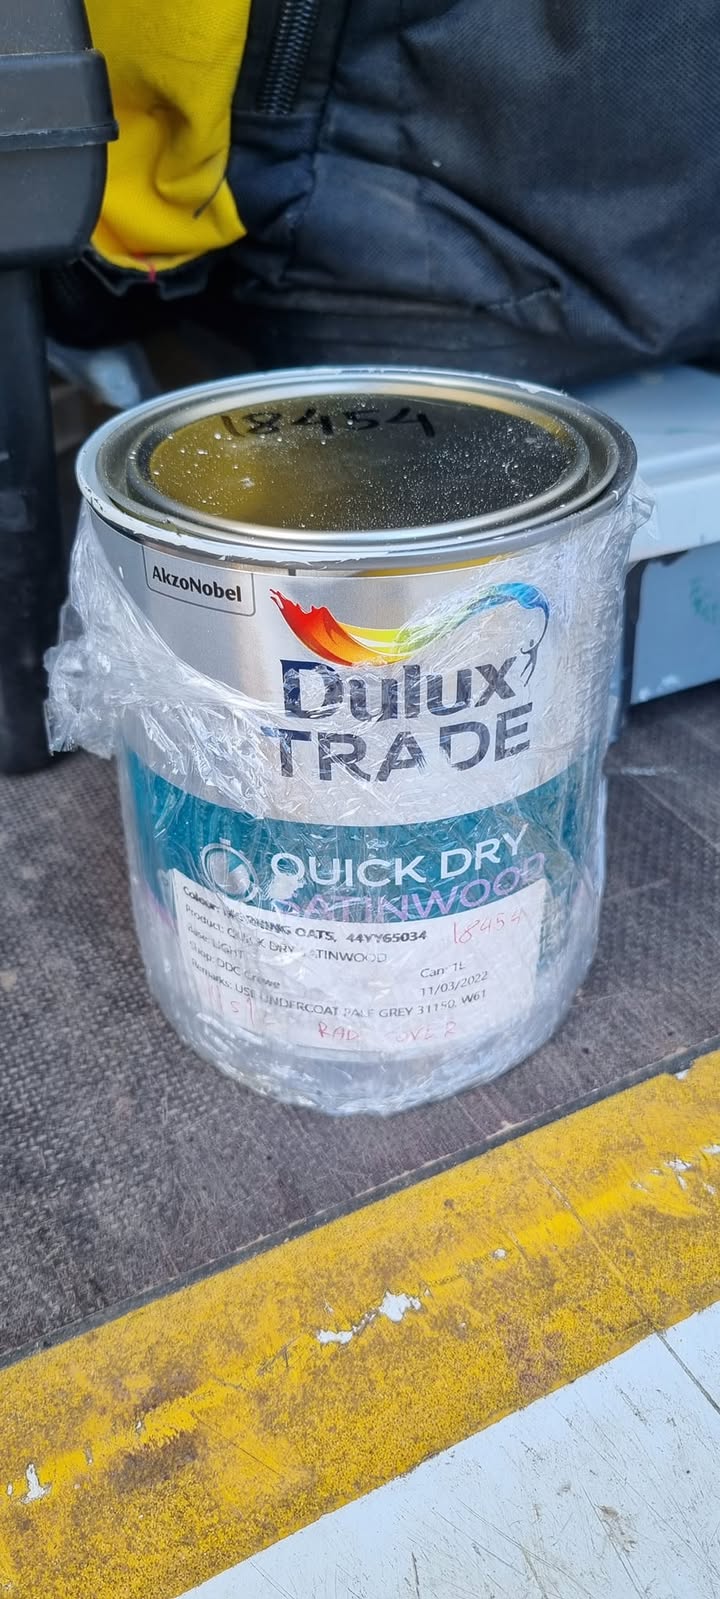 18454
AkzoNobel
Dulux
TRADE
QUICK DRY
SATINWOOD
Colour: OATS, 44YY65034
18454
Product: QUICK DRY SATINWOOD
Base: LIGHT
Can: 1L
Shop: DDC Crewe
11/03/2022
Remarks: USE UNDERCOAT PALE GREY 31150. W61
RAD OVER